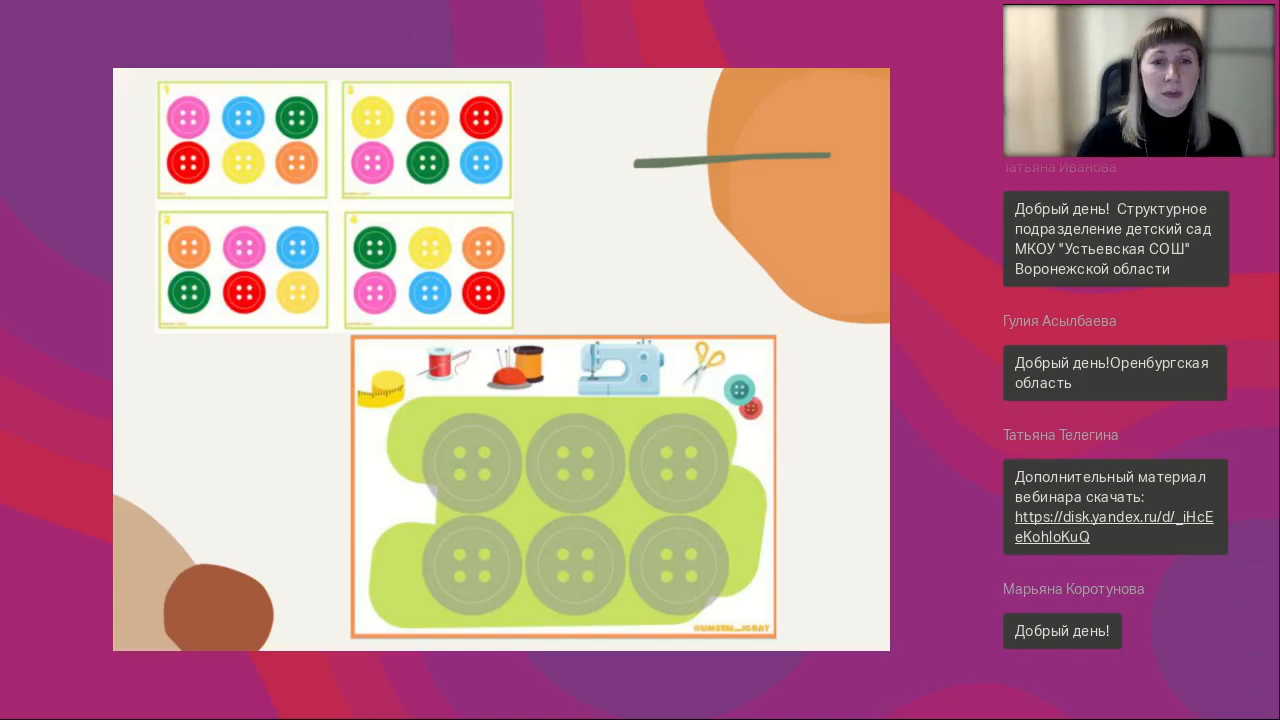 1
3
2
4
@UMEEM_IGRAT
Татьяна Иванова
Добрый день!  Структурное
подразделение детский сад
МКОУ "Устьевская СОШ"
Воронежской области
Гулия Асылбаева
Добрый день!Оренбургская
область
Татьяна Телегина
Дополнительный материал
вебинара скачать:
https://disk.yandex.ru/d/_iHcE
eKohloKuQ
Марьяна Коротунова
Добрый день!